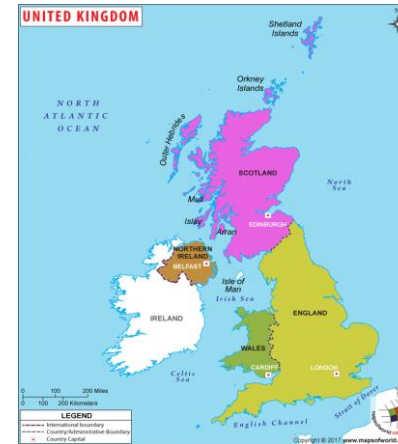 UNITED KINGDOM
Shetland
Islands
Orkney
Islands
NORTH
ATLANTIC
OCEAN
Outer Hebrides
SCOTLAND
North
Sea
Mull
Islay
EDINBURGH
Arran
NORTHERN
IRELAND
BELFAST
Isle of
Man
Irish Sea
IRELAND
ENGLAND
WALES
Celtic
Sea
CARDIFF
LONDON
0 100 200 Miles
0 100 200 Kilometers
English Channel
Strait of Dover
LEGEND
International boundary
Country/Administrative Boundary
Country Capital
Copyright © 2017 www.mapsofworld.